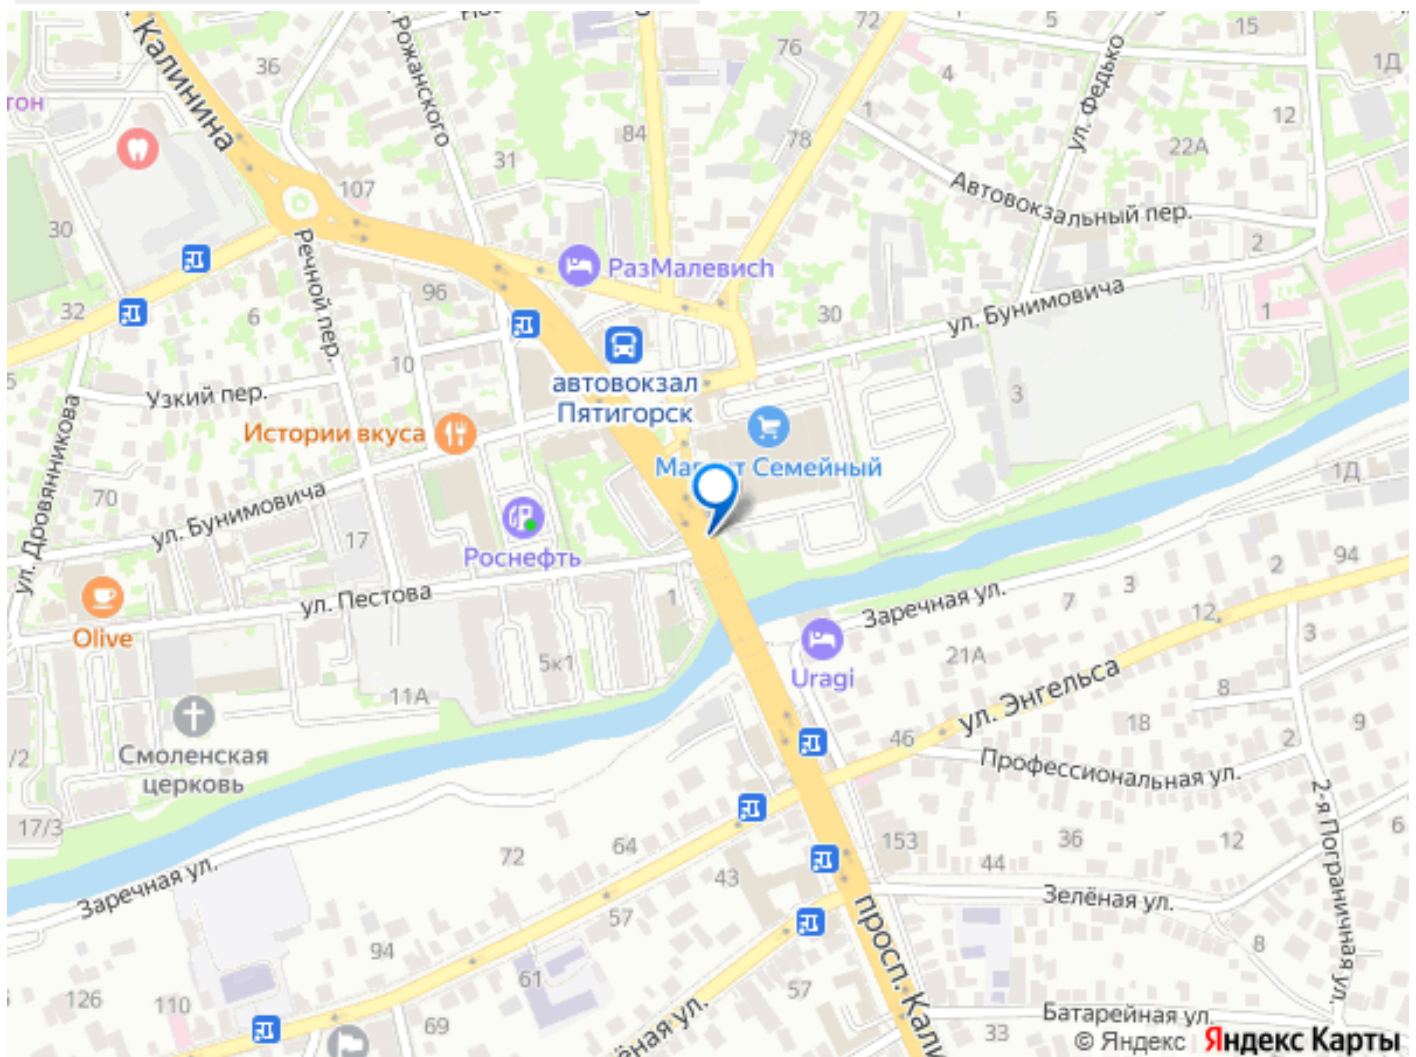 Калинина
36
рожанского
72
5
15
76
4
1Д
тон
ул. Федько
1
12
84
78
31
22А
107
Автовокзальный пер.
30
2
Речной пер.
РазМалевич
96
ул. Бунимовича
32
6
30
1
10
автовокзал
Пятигорск
Узкий пер.
3
Истории вкуса
Семейный
ул. Дровянникова
70
1Д
ул. Бунимовича
17
Роснефть
94
2
ул. Пестова
1
Заречная ул.
7
3
12
Olive
3
5к1
21А
Uragi
11А
ул. Энгельса
8
18
9
Смоленская
церковь
46
2
/2
Профессиональная ул.
17/3
2-я Пограничная ул.
6
64
153
36
12
72
44
43
Заречная ул.
Зелёная ул.
57
просп. Кали
94
8
61
57
126
110
69
ёная ул.
33
Батарейная ул.
© Яндекс Яндекс Карты